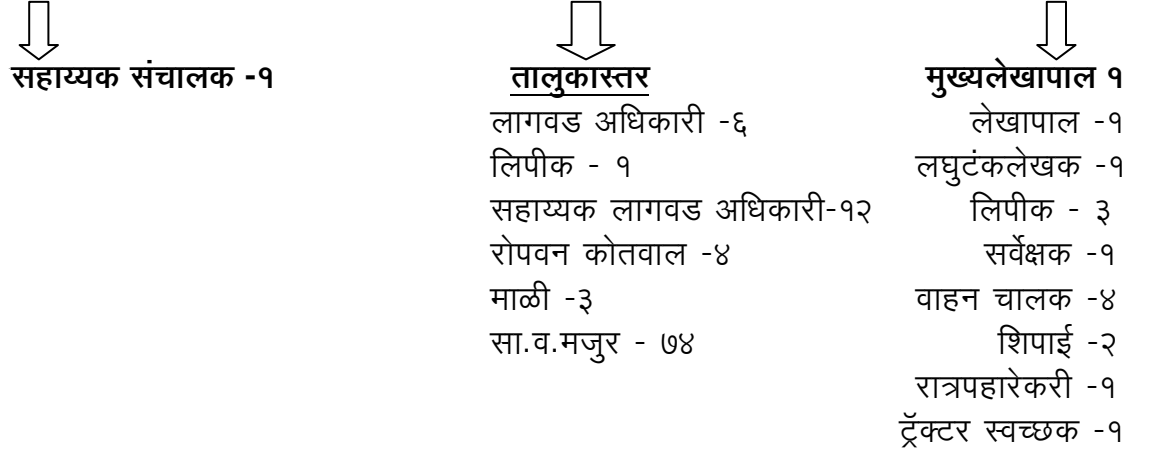 सहाय्यक संचालक -१
तालुकास्तर
लागवड अधिकारी -६
लिपीक - १
सहाय्यक लागवड अधिकारी-१२
रोपवन कोतवाल -४
माळी -३
सा.व.मजुर - ७४
मुख्यलेखापाल १
लेखापाल -१
लघुटंकलेखक -१
लिपीक - ३
सर्वेक्षक -१
वाहन चालक -४
शिपाई -२
रात्रपहारेकरी -१
ट्रॅक्टर स्वच्छक -१